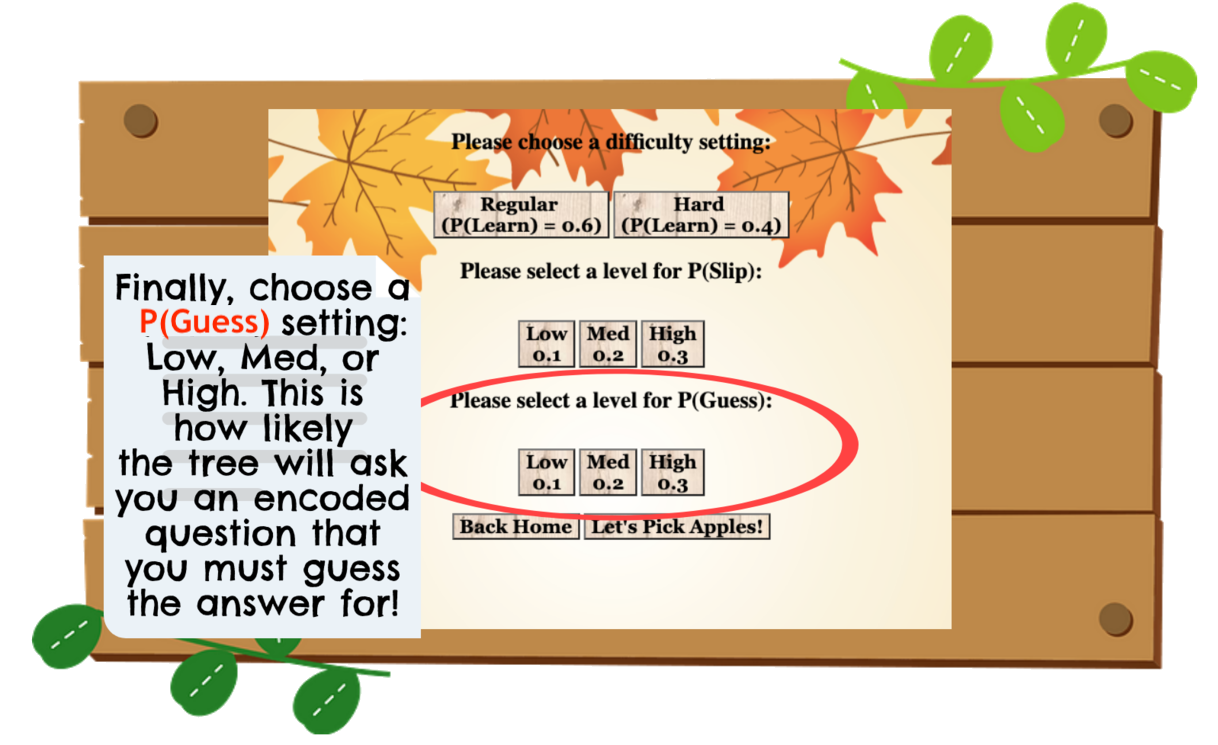 Please choose a difficulty setting:
Regular
(P(Learn) = 0.6)
Hard
(P(Learn) = 0.4)
Please select a level for P(Slip):
Low
0.1
Med
0.2
High
0.3
Please select a level for P(Guess):
Low
0.1
Med
0.2
High
0.3
Back Home
Let's Pick Apples!
Finally, choose a
P(Guess) setting:
Low, Med, or
High. This is
how likely
the tree will ask
you an encoded
question that
you must guess
the answer for!